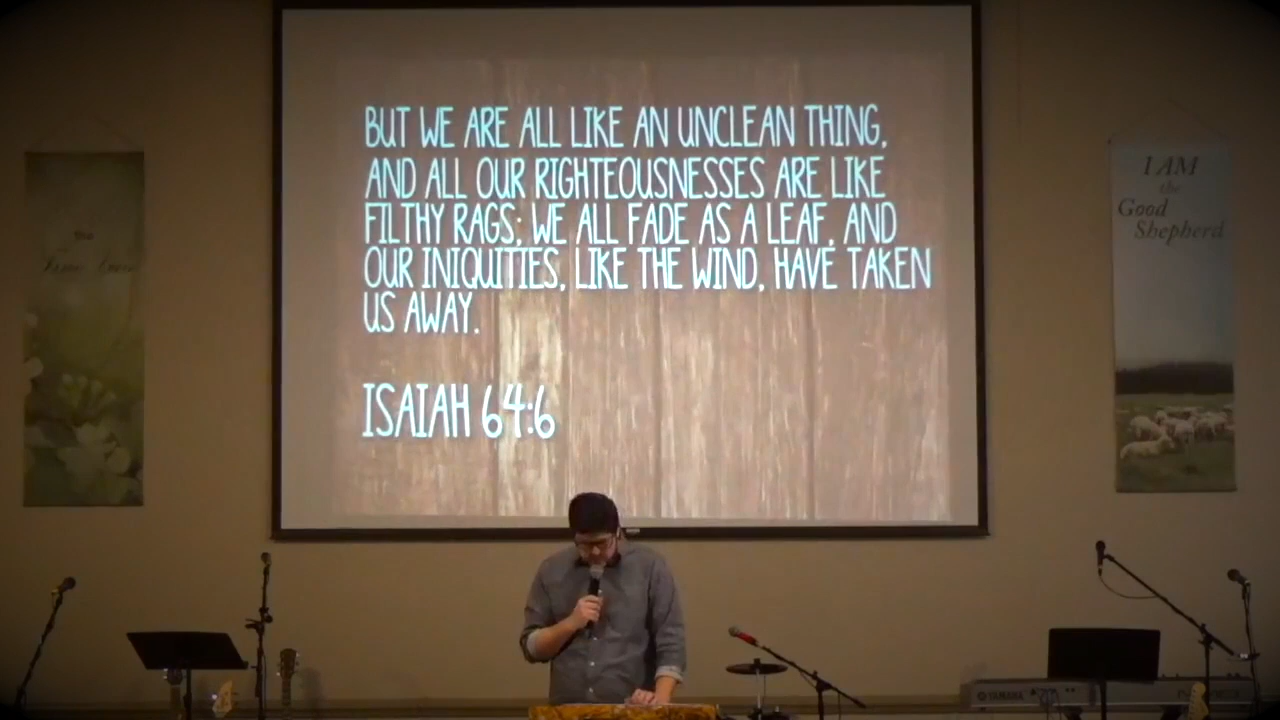 BUT WE ARE ALL LIKE AN UNCLEAN THING,
AND ALL OUR RIGHTEOUSNESSES ARE LIKE
FILTHY RAGS; WE ALL FADE AS A LEAF, AND
OUR INIQUITIES, LIKE THE WIND, HAVE TAKEN
US AWAY.
ISAIAH 64:6
I AM
the
Good
Shepherd
YAMAHA